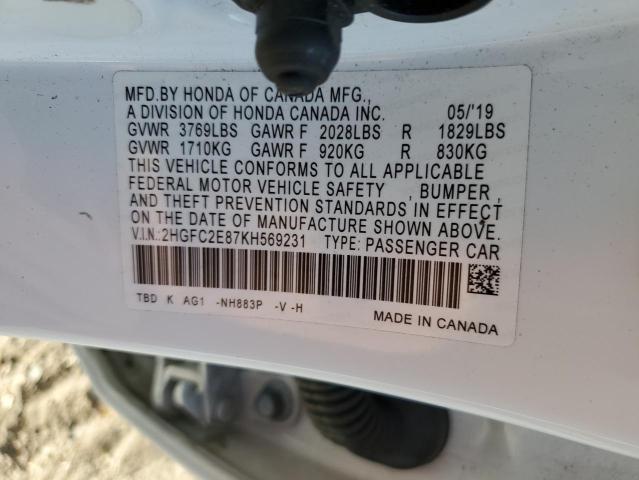 MFD.BY HONDA OF CANADA MFG.,
A DIVISION OF HONDA CANADA INC. 05/'19
GVWR 3769LBS GAWR F 2028LBS R 1829LBS
GVWR 1710KG GAWR F 920KG R 830KG
THIS VEHICLE CONFORMS TO ALL APPLICABLE
FEDERAL MOTOR VEHICLE SAFETY , BUMPER ,
AND THEFT PREVENTION STANDARDS IN EFFECT
ON THE DATE OF MANUFACTURE SHOWN ABOVE.
V.I.N.:2HGFC2E87KH569231 TYPE: PASSENGER CAR
TBD K AG1 -NH883P -V -H
MADE IN CANADA